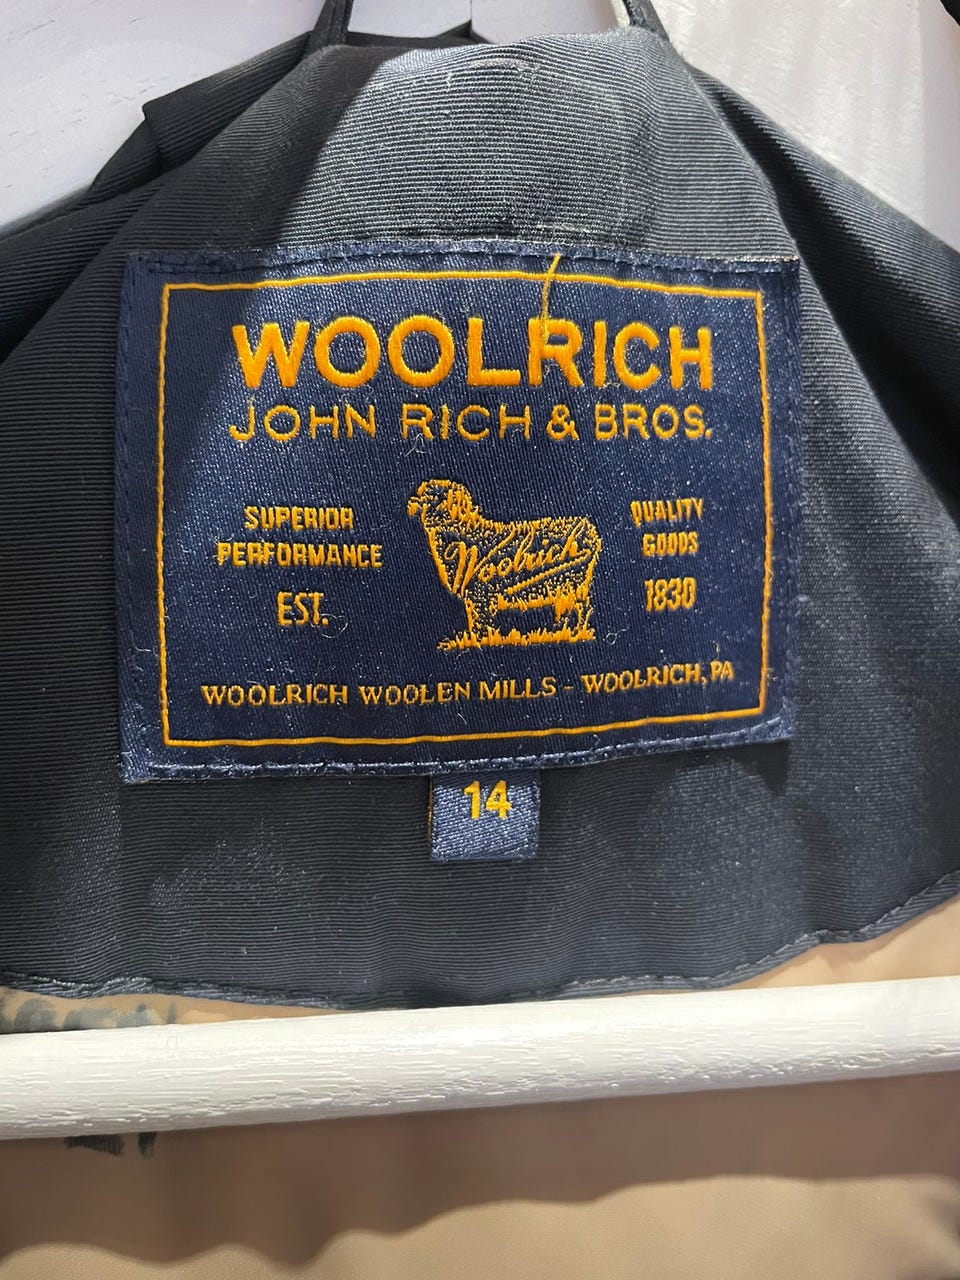 WOOLRICH
JOHN RICH & BROS.
SUPERIOR
PERFORMANCE
EST.
Woolrich
QUALITY
GOODS
1830
WOOLRICH WOOLEN MILLS - WOOLRICH, PA
14